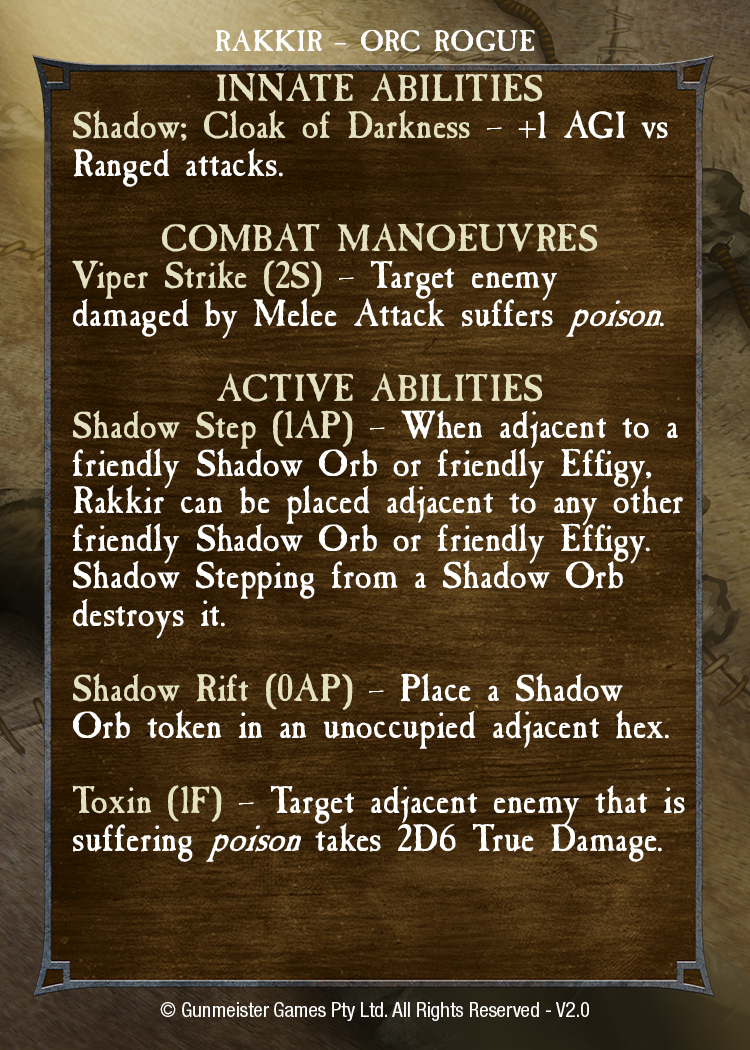 RAKKIR – ORC ROGUE
INNATE ABILITIES
Shadow; Cloak of Darkness – +1 AGI vs
Ranged attacks.
COMBAT MANOEUVRES
Viper Strike (2S) – Target enemy
damaged by Melee Attack suffers poison.
ACTIVE ABILITIES
Shadow Step (1AP) – When adjacent to a
friendly Shadow Orb or friendly Effigy,
Rakkir can be placed adjacent to any other
friendly Shadow Orb or friendly Effigy.
Shadow Stepping from a Shadow Orb
destroys it.
Shadow Rift (0AP) – Place a Shadow
Orb token in an unoccupied adjacent hex.
Toxin (1F) – Target adjacent enemy that is
suffering poison takes 2D6 True Damage.
© Gunmeister Games Pty Ltd. All Rights Reserved - V2.0